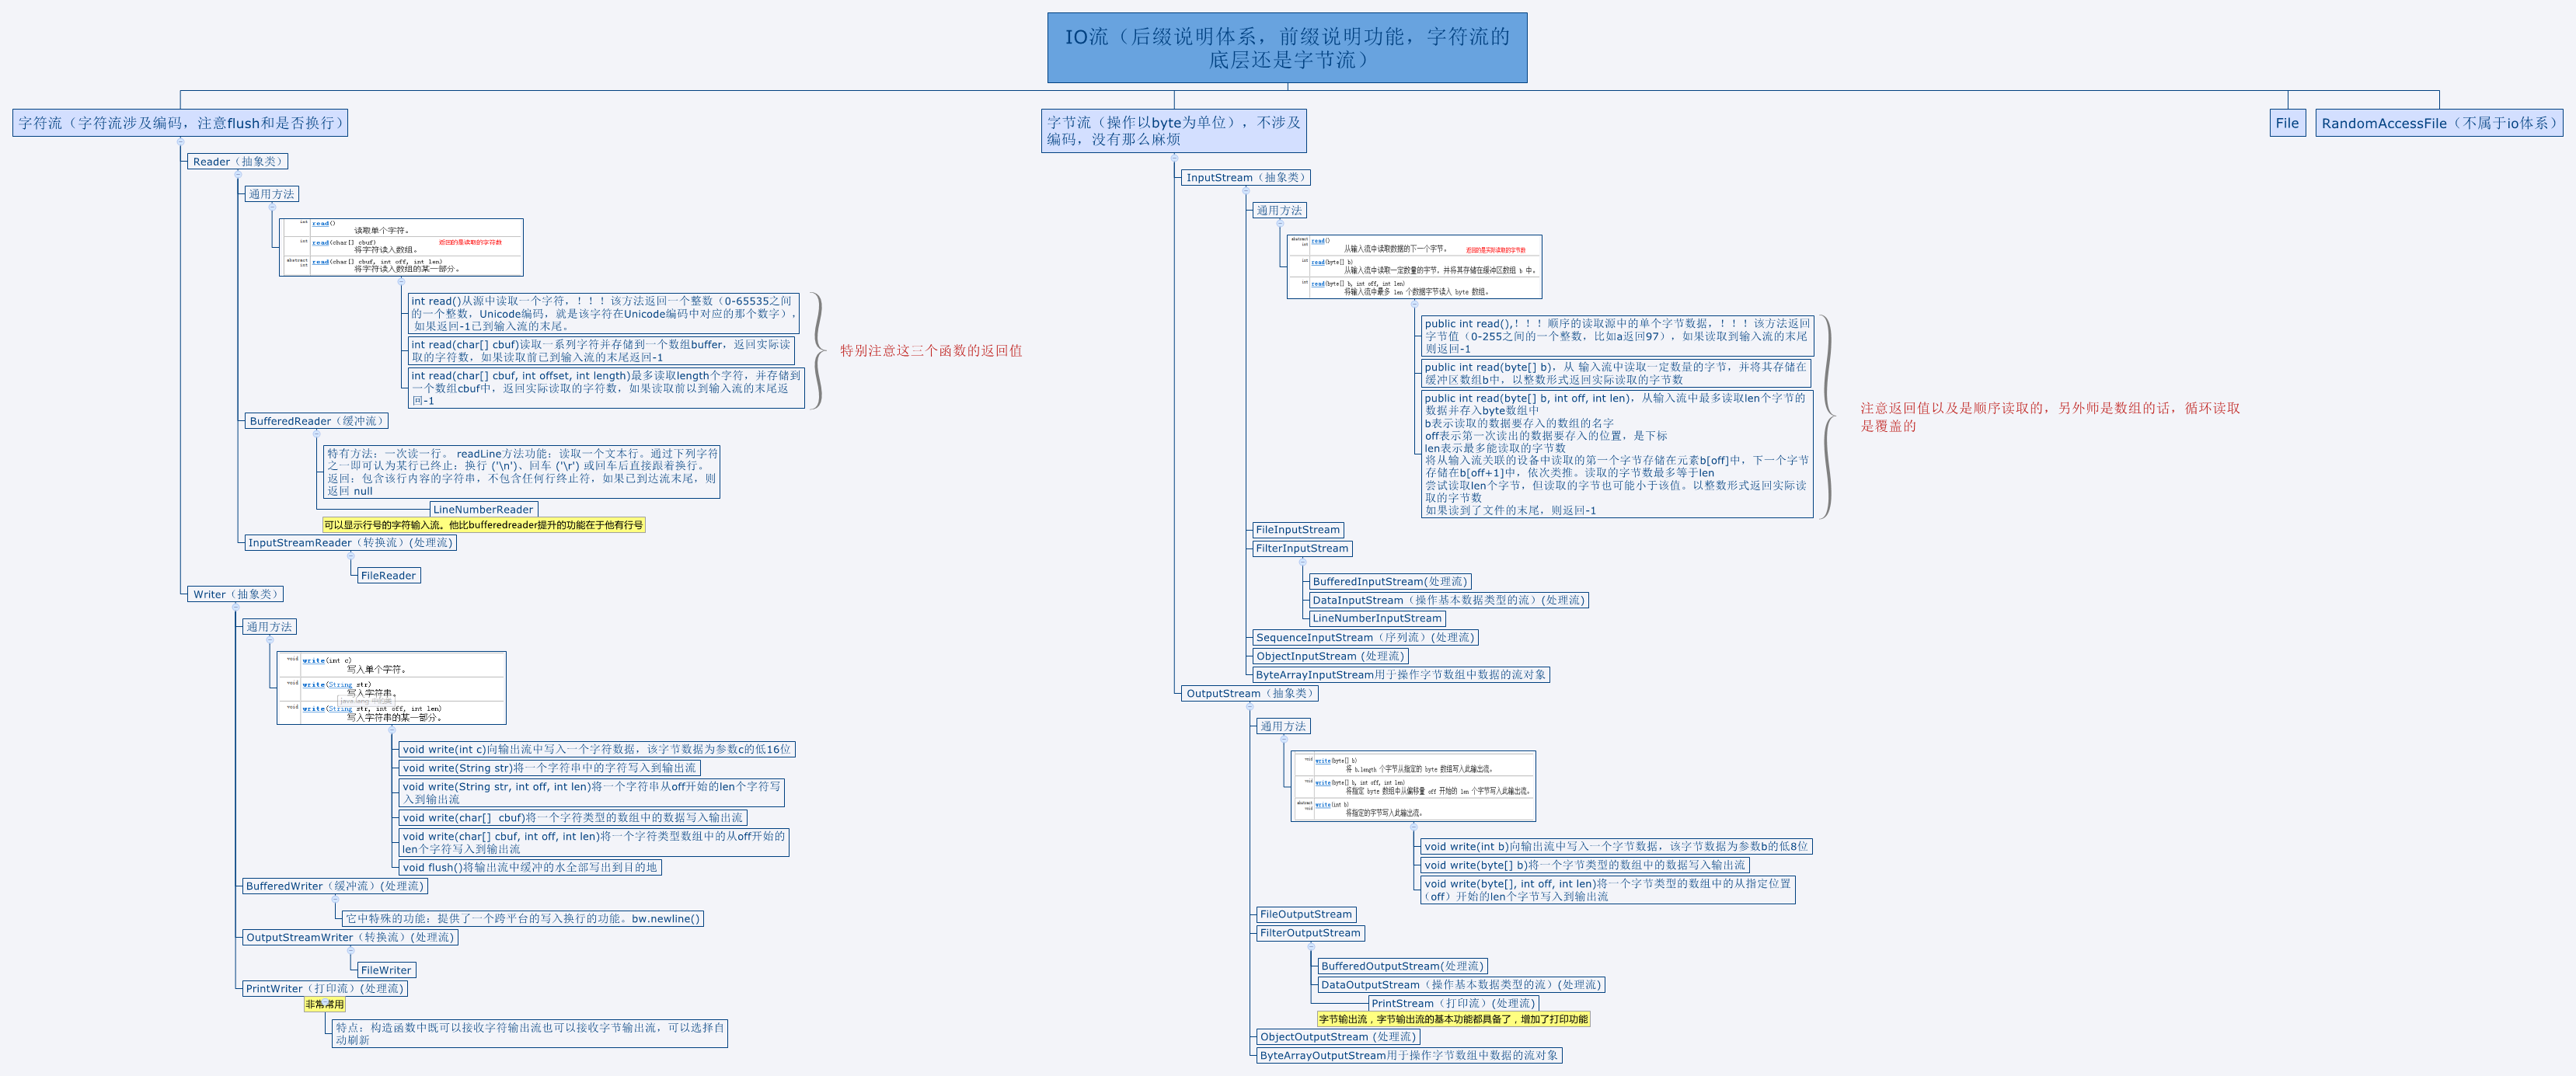 IO流（后缀说明体系，前缀说明功能，字符流的
底层还是字节流）
字符流（字符流涉及编码，注意flush和是否换行）
Reader（抽象类）
通用方法
int read()
读取单个字符。
int read(char[] cbuf) 返回的是读取的字符数
将字符读入数组。
abstract int read(char[] cbuf, int off, int len)
将字符读入数组的某一部分。
int read()从源中读取一个字符，！！！该方法返回一个整数（0-65535之间
的一个整数，Unicode编码，就是该字符在Unicode编码中对应的那个数字），
如果返回-1已到输入流的末尾。
int read(char[] cbuf)读取一系列字符并存储到一个数组buffer，返回实际读
取的字符数，如果读取前已到输入流的末尾返回-1
int read(char[] cbuf, int offset, int length)最多读取length个字符，并存储到
一个数组cbuf中，返回实际读取的字符数，如果读取前以到输入流的末尾返
回-1
特别注意这三个函数的返回值
BufferedReader（缓冲流）
特有方法：一次读一行。 readLine方法功能：读取一个文本行。通过下列字符
之一即可认为某行已终止：换行 ('\n')、回车 ('\r') 或回车后直接跟着换行。
返回：包含该行内容的字符串，不包含任何行终止符，如果已到达流末尾，则
返回 null
LineNumberReader
可以显示行号的字符输入流。他比bufferedreader提升的功能在于他有行号
InputStreamReader（转换流）(处理流)
FileReader
Writer（抽象类）
通用方法
void write(int c)
写入单个字符。
void write(String str)
写入字符串。
void write(String str, int off, int len)
写入字符串的某一部分。
void write(int c)向输出流中写入一个字符数据，该字节数据为参数c的低16位
void write(String str)将一个字符串中的字符写入到输出流
void write(String str, int off, int len)将一个字符串从off开始的len个字符写
入到输出流
void write(char[] cbuf)将一个字符类型的数组中的数据写入输出流
void write(char[] cbuf, int off, int len)将一个字符类型数组中的从off开始的
len个字符写入到输出流
void flush()将输出流中缓冲的水全部写出到目的地
BufferedWriter（缓冲流）(处理流)
它中特殊的功能：提供了一个跨平台的写入换行的功能。bw.newline()
OutputStreamWriter（转换流）(处理流)
FileWriter
PrintWriter（打印流）(处理流)
非常常用
特点：构造函数中既可以接收字符输出流也可以接收字节输出流，可以选择自
动刷新
字节流（操作以byte为单位），不涉及
编码，没有那么麻烦
InputStream（抽象类）
通用方法
abstract int read()
从输入流中读取数据的下一个字节。 返回的是实际读取的字节数
int read(byte[] b)
从输入流中读取一定数量的字节，并将其存储在缓冲区数组 b 中。
int read(byte[] b, int off, int len)
将输入流中最多 len 个数据字节读入 byte 数组。
public int read(),！！！顺序的读取源中的单个字节数据，！！！该方法返回
字节值（0-255之间的一个整数，比如a返回97），如果读取到输入流的末尾
则返回-1
public int read(byte[] b)，从 输入流中读取一定数量的字节，并将其存储在
缓冲区数组b中，以整数形式返回实际读取的字节数
public int read(byte[] b, int off, int len)，从输入流中最多读取len个字节的
数据并存入byte数组中
b表示读取的数据要存入的数组的名字
off表示第一次读出的数据要存入的位置，是下标
len表示最多能读取的字节数
将从输入流关联的设备中读取的第一个字节存储在元素b[off]中，下一个字节
存储在b[off+1]中，依次类推。读取的字节数最多等于len
尝试读取len个字节，但读取的字节也可能小于该值。以整数形式返回实际读
取的字节数
如果读到了文件的末尾，则返回-1
注意返回值以及是顺序读取的，另外师是数组的话，循环读取
是覆盖的
FileInputStream
FilterInputStream
BufferedInputStream(处理流)
DataInputStream（操作基本数据类型的流）(处理流)
LineNumberInputStream
SequenceInputStream（序列流）(处理流)
ObjectInputStream (处理流)
ByteArrayInputStream用于操作字节数组中数据的流对象
OutputStream（抽象类）
通用方法
void write(byte[] b)
将 b.length 个字节从指定的 byte 数组写入此输出流。
void write(byte[] b, int off, int len)
将指定 byte 数组中从偏移量 off 开始的 len 个字节写入此输出流。
abstract void write(int b)
将指定的字节写入此输出流。
void write(int b)向输出流中写入一个字节数据，该字节数据为参数b的低8位
void write(byte[] b)将一个字节类型的数组中的数据写入输出流
void write(byte[], int off, int len)将一个字节类型的数组中的从指定位置
（off）开始的len个字节写入到输出流
FileOutputStream
FilterOutputStream
BufferedOutputStream(处理流)
DataOutputStream（操作基本数据类型的流）(处理流)
PrintStream（打印流）(处理流)
字节输出流，字节输出流的基本功能都具备了，增加了打印功能
ObjectOutputStream (处理流)
ByteArrayOutputStream用于操作字节数组中数据的流对象
File
RandomAccessFile（不属于io体系）